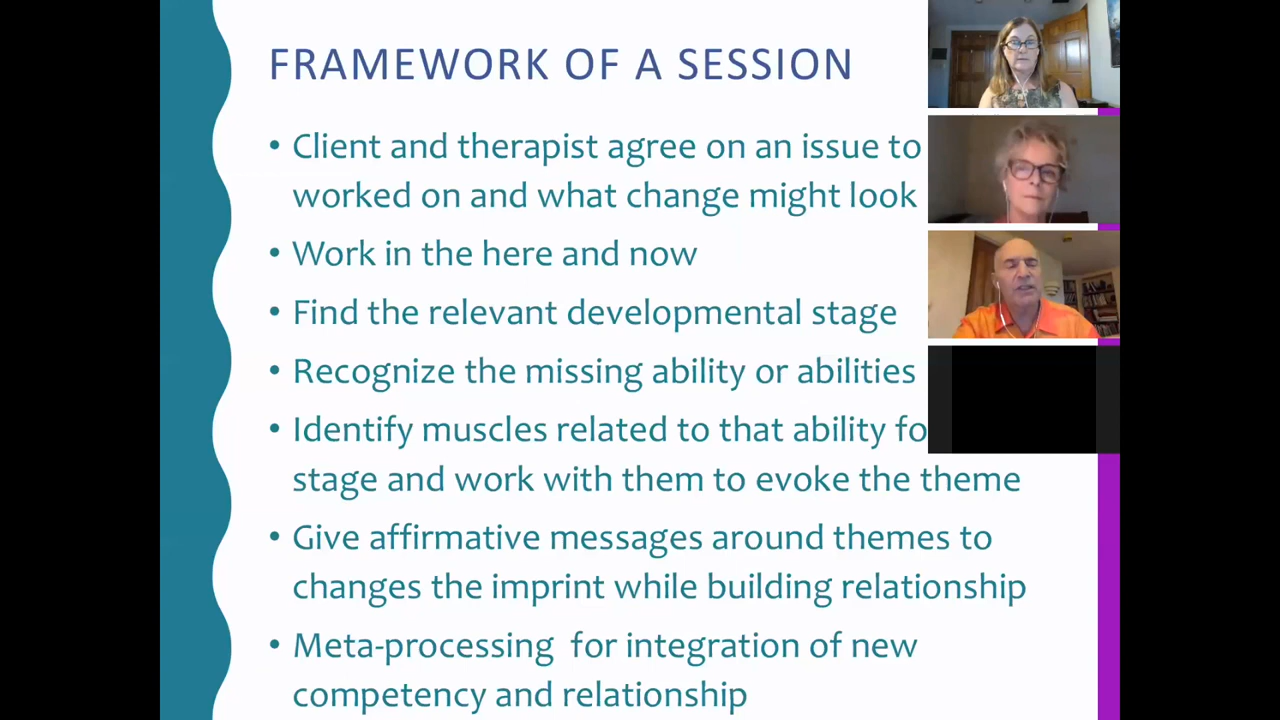 FRAMEWORK OF A SESSION
• Client and therapist agree on an issue to
worked on and what change might look
• Work in the here and now
• Find the relevant developmental stage
• Recognize the missing ability or abilities
• Identify muscles related to that ability fo
stage and work with them to evoke the theme
• Give affirmative messages around themes to
changes the imprint while building relationship
• Meta-processing for integration of new
competency and relationship